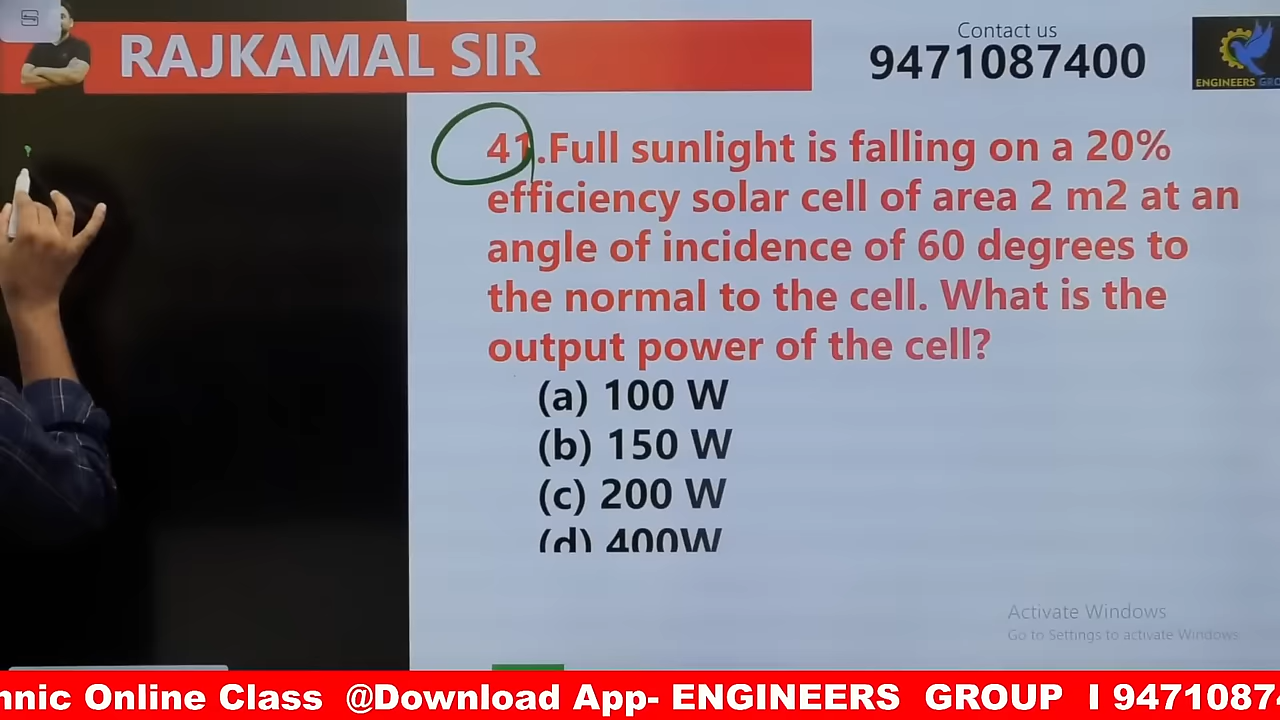 RAJKAMAL SIR
Contact us
9471087400
ENGINEERS GRO
41.Full sunlight is falling on a 20%
efficiency solar cell of area 2 m2 at an
angle of incidence of 60 degrees to
the normal to the cell. What is the
output power of the cell?
(a) 100 W
(b) 150 W
(c) 200 W
(d) 400W
Activate Windows
Go to Settings to activate Windows.
nnic Online Class @Download App- ENGINEERS GROUP I 9471087